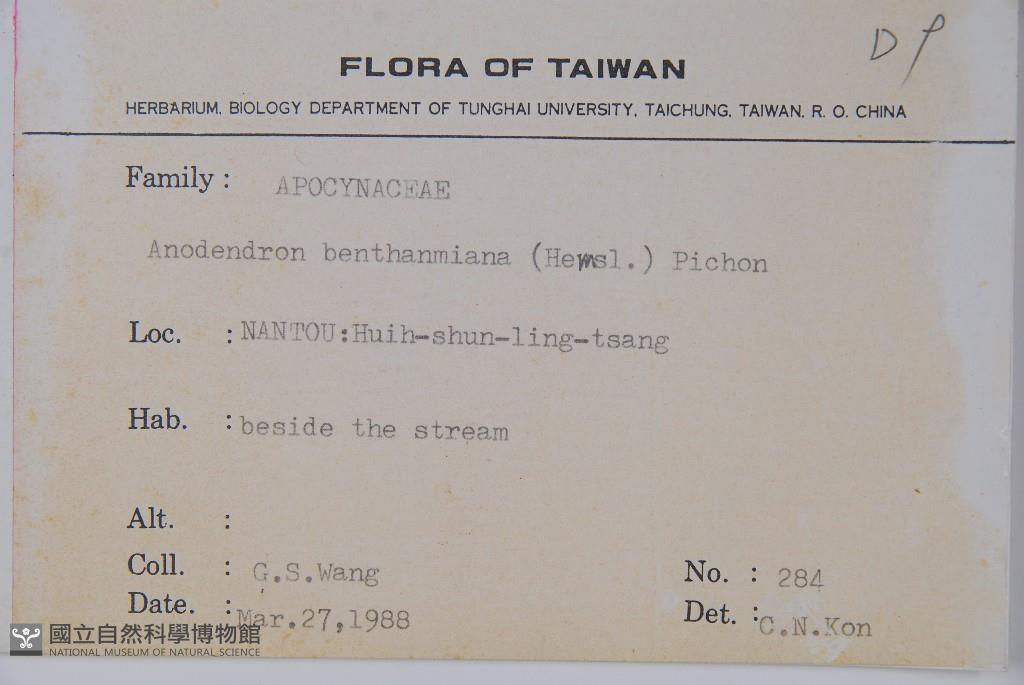 D P
FLORA OF TAIWAN
HERBARIUM, BIOLOGY DEPARTMENT OF TUNGHAI UNIVERSITY, TAICHUNG, TAIWAN, R. O. CHINA
Family : APOCYNACEAE
Anodendron benthanmiana (Hemsl.) Pichon
Loc. : NANTOU:Huih-shun-ling-tsang
Hab. : beside the stream
Alt. :
Coll. : G.S.Wang No. : 284
Date. : Mar.27,1988 Det. : C.N.Kon
國立自然科學博物館
NATIONAL MUSEUM OF NATURAL SCIENCE